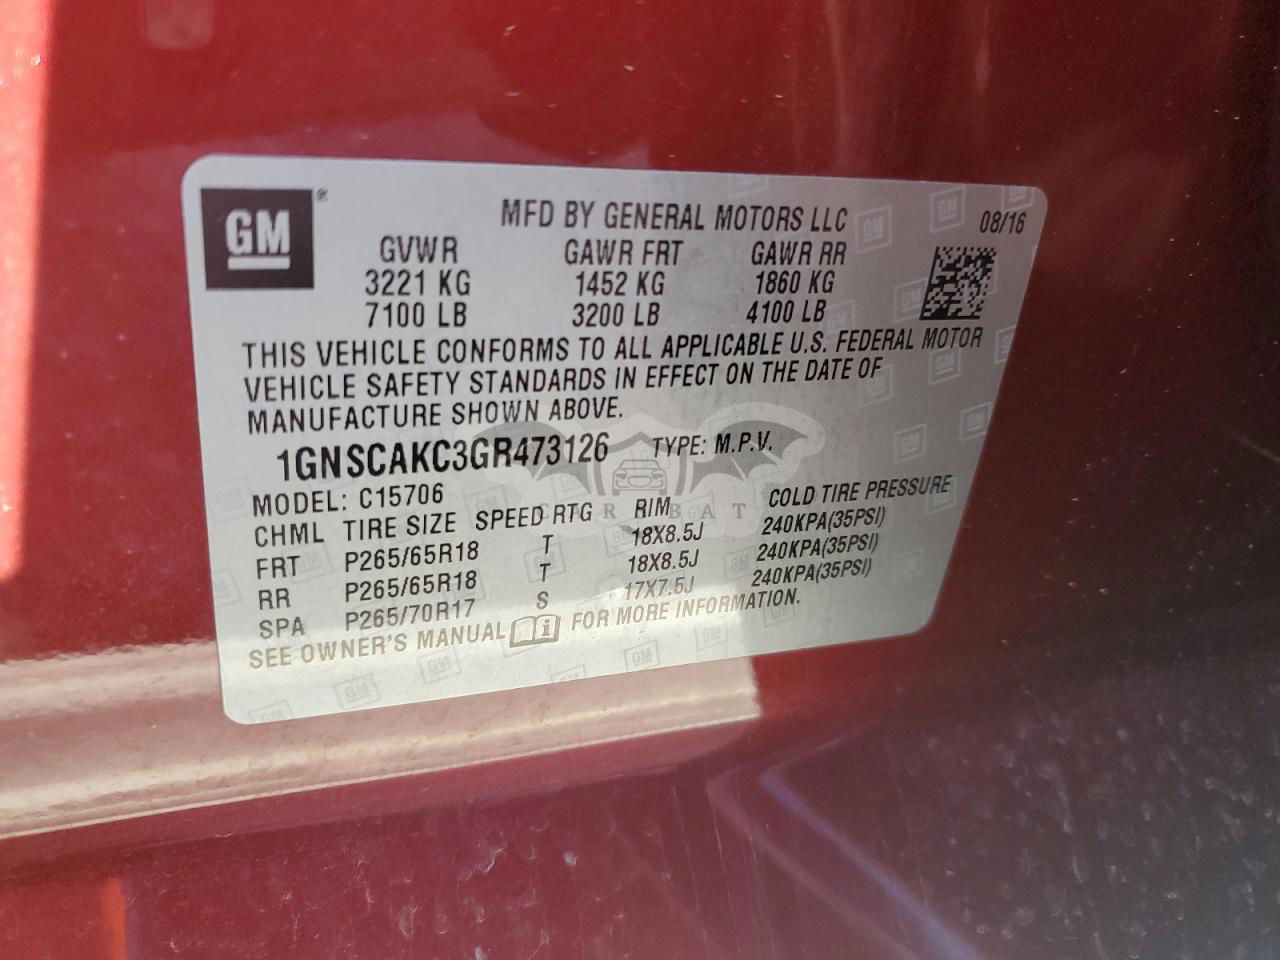 GM ®
MFD BY GENERAL MOTORS LLC 08/16
GVWR GAWR FRT GAWR RR
3221 KG 1452 KG 1860 KG
7100 LB 3200 LB 4100 LB
THIS VEHICLE CONFORMS TO ALL APPLICABLE U.S. FEDERAL MOTOR
VEHICLE SAFETY STANDARDS IN EFFECT ON THE DATE OF
MANUFACTURE SHOWN ABOVE.
1GNSCAKC3GR473126 TYPE: M.P.V.
MODEL: C15706
CHML TIRE SIZE SPEED RTG RIM COLD TIRE PRESSURE
FRT P265/65R18 T 18X8.5J 240KPA(35PSI)
RR P265/65R18 T 18X8.5J 240KPA(35PSI)
SPA P265/70R17 S 17X7.5J 240KPA(35PSI)
SEE OWNER'S MANUAL i FOR MORE INFORMATION.
CARSBAT